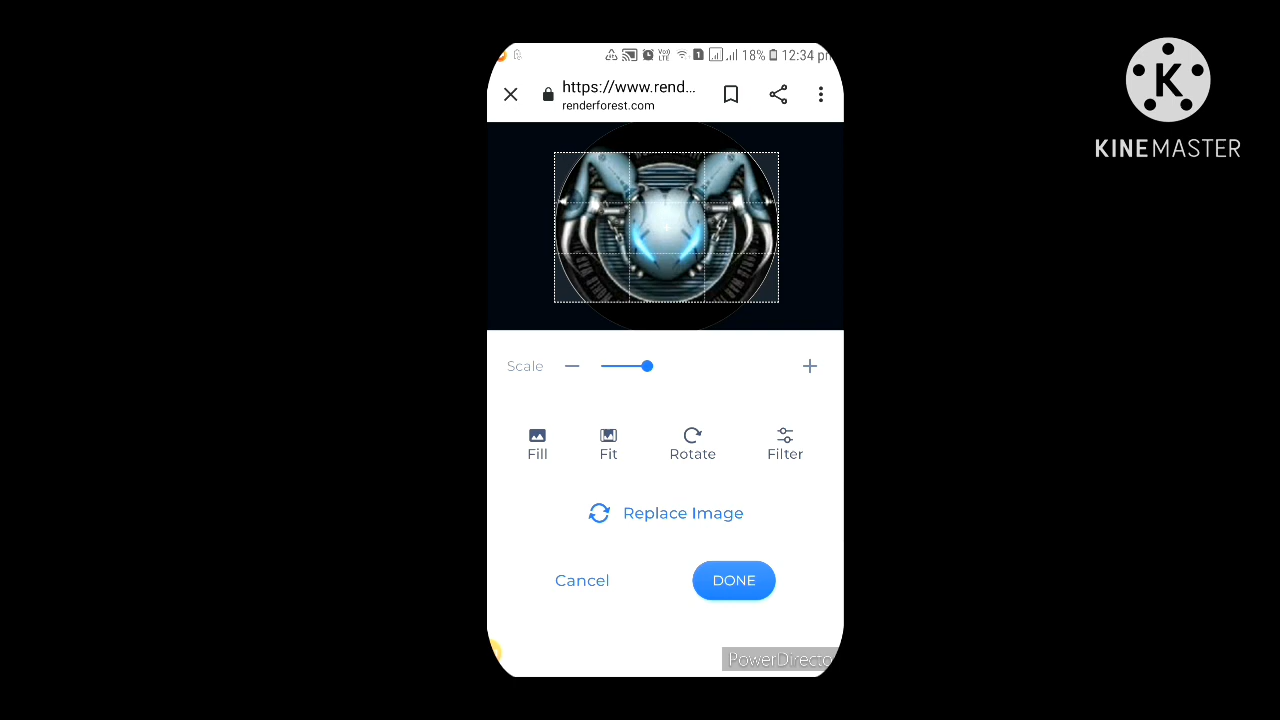 18% 12:34 pm
https://www.rend...
renderforest.com
KINEMASTER
Scale
Fill Fit Rotate Filter
Replace Image
Cancel DONE
PowerDirecto